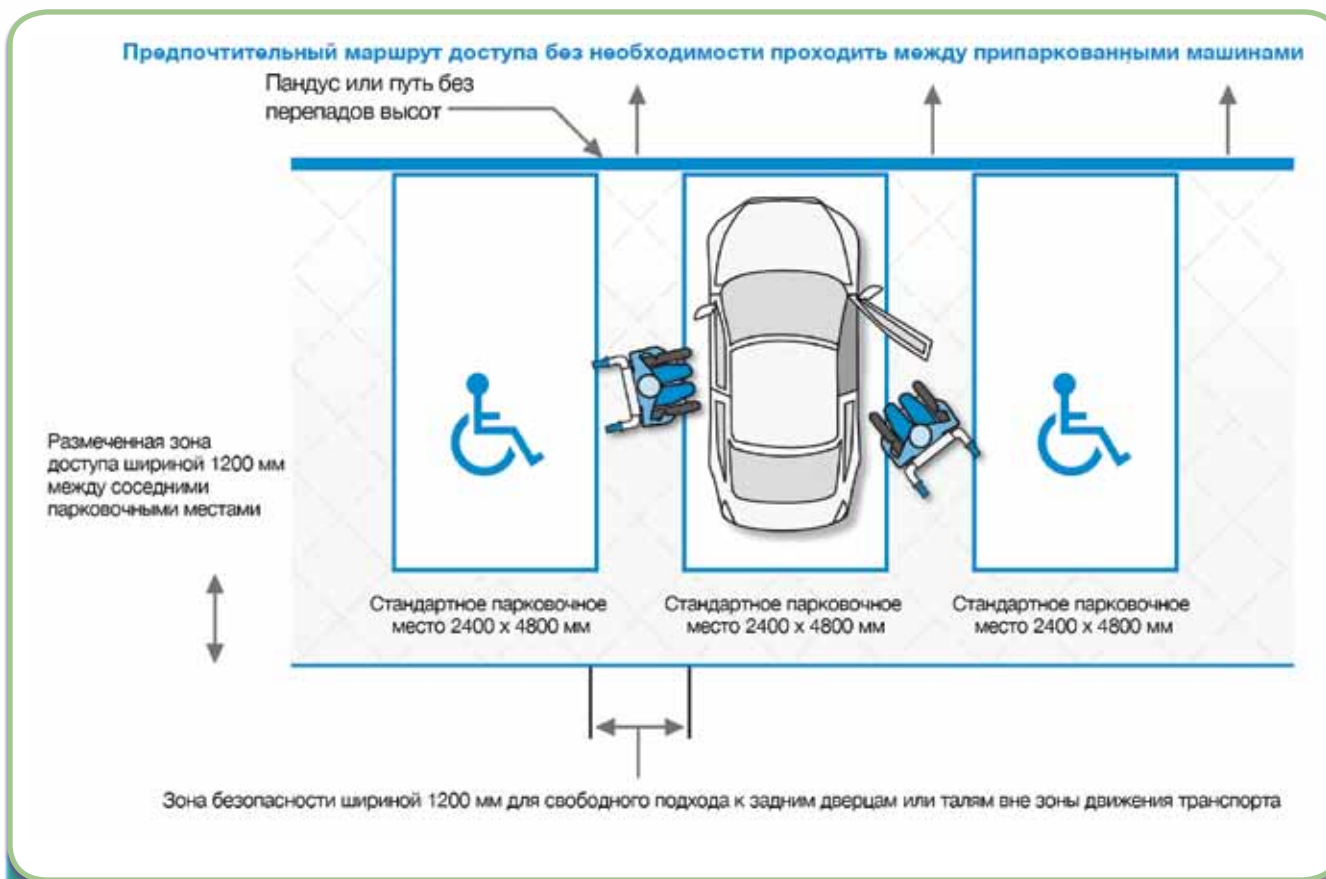 Предпочтительный маршрут доступа без необходимости проходить между припаркованными машинами
Пандус или путь без
перепадов высот
Размеченная зона
доступа шириной 1200 мм
между соседними
парковочными местами
Стандартное парковочное
место 2400 x 4800 мм
Стандартное парковочное
место 2400 x 4800 мм
Стандартное парковочное
место 2400 x 4800 мм
Зона безопасности шириной 1200 мм для свободного подхода к задним дверцам или талям вне зоны движения транспорта